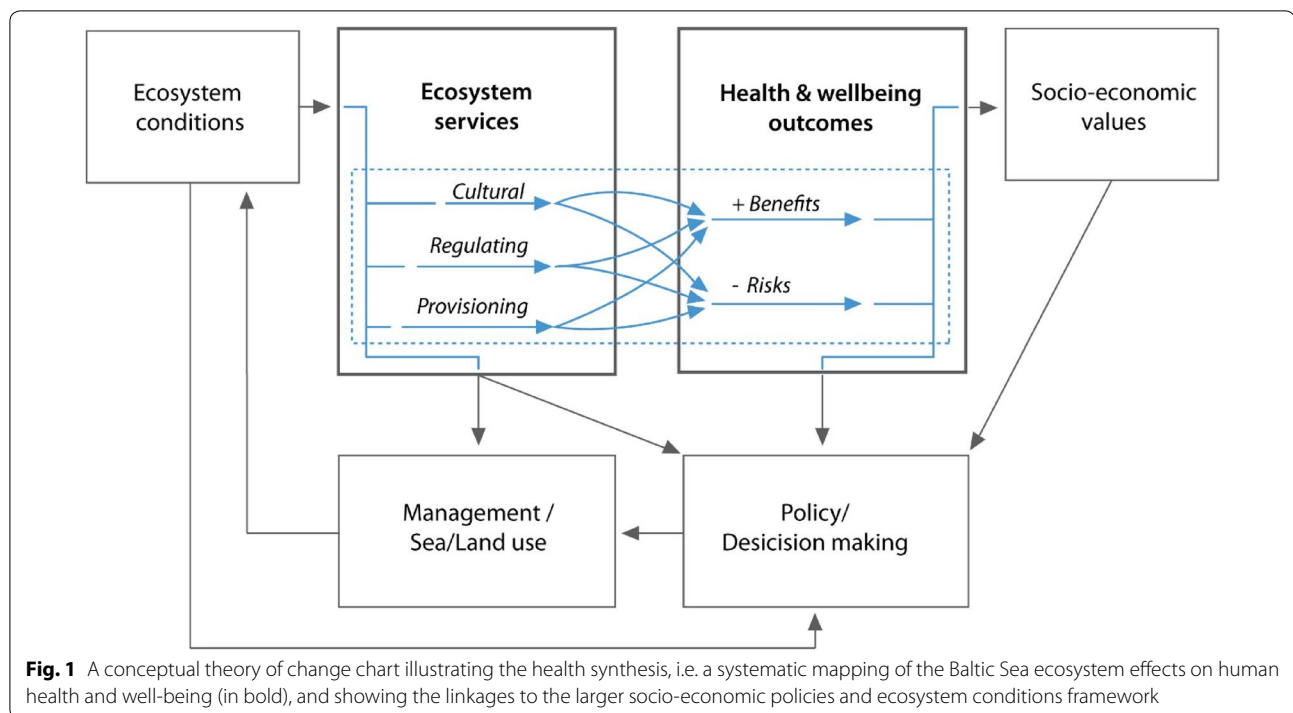 Ecosystem
conditions
Ecosystem
services
Health & wellbeing
outcomes
Socio-economic
values
Cultural
Regulating
Provisioning
+ Benefits
- Risks
Management /
Sea/Land use
Policy/
Desicision making
Fig. 1 A conceptual theory of change chart illustrating the health synthesis, i.e. a systematic mapping of the Baltic Sea ecosystem effects on human
health and well-being (in bold), and showing the linkages to the larger socio-economic policies and ecosystem conditions framework